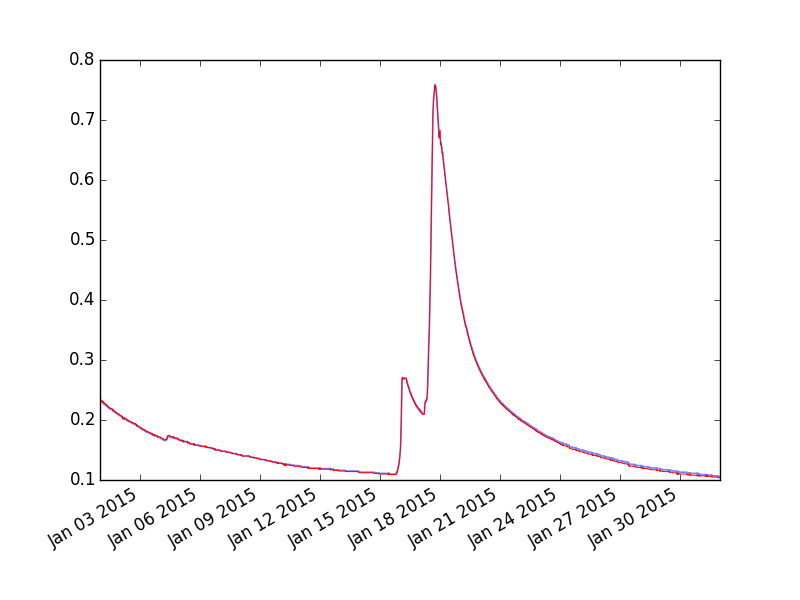 0.8
0.7
0.6
0.5
0.4
0.3
0.2
0.1
Jan 03 2015
Jan 06 2015
Jan 09 2015
Jan 12 2015
Jan 15 2015
Jan 18 2015
Jan 21 2015
Jan 24 2015
Jan 27 2015
Jan 30 2015